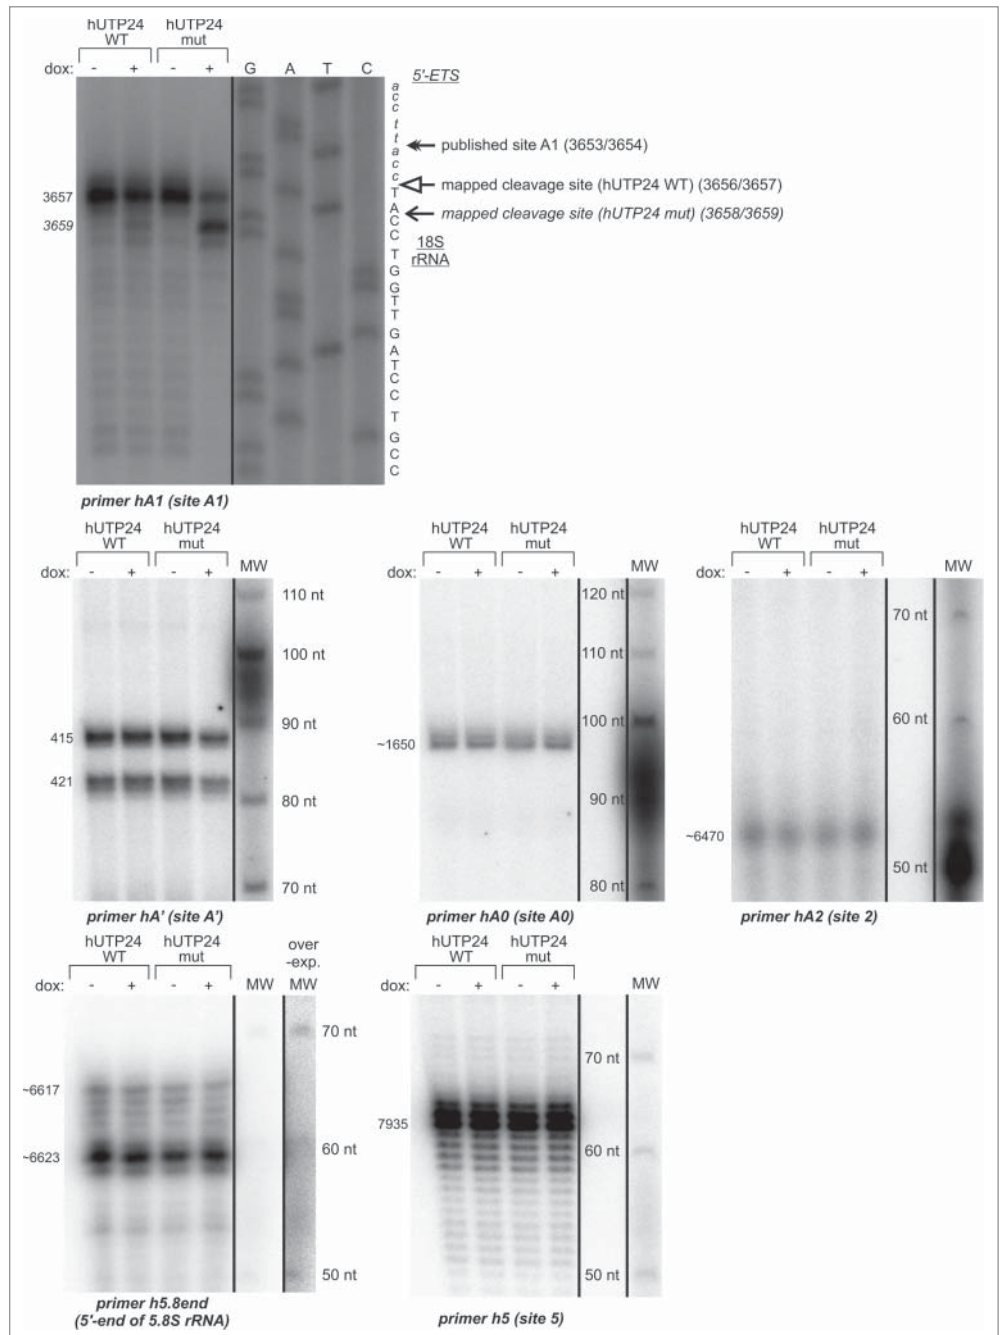 hUTP24 WT
hUTP24 mut
dox: - + - + G A T C
5'-ETS
a
c
c
t
t
a
c
c
T
A
C
C
T
G
G
T
T
G
A
T
C
C
T
G
C
C
published site A1 (3653/3654)
mapped cleavage site (hUTP24 WT) (3656/3657)
mapped cleavage site (hUTP24 mut) (3658/3659)
18S
rRNA
3657
3659
primer hA1 (site A1)
hUTP24 WT
hUTP24 mut
dox: - + - + MW
110 nt
100 nt
90 nt
80 nt
70 nt
415
421
primer hA' (site A')
hUTP24 WT
hUTP24 mut
dox: - + - + MW
120 nt
110 nt
100 nt
90 nt
80 nt
~1650
primer hA0 (site A0)
hUTP24 WT
hUTP24 mut
dox: - + - + MW
70 nt
60 nt
50 nt
~6470
primer hA2 (site 2)
hUTP24 WT
hUTP24 mut
over
-exp.
dox: - + - + MW MW
70 nt
60 nt
50 nt
~6617
~6623
primer h5.8end
(5'-end of 5.8S rRNA)
hUTP24 WT
hUTP24 mut
dox: - + - + MW
70 nt
60 nt
50 nt
7935
primer h5 (site 5)